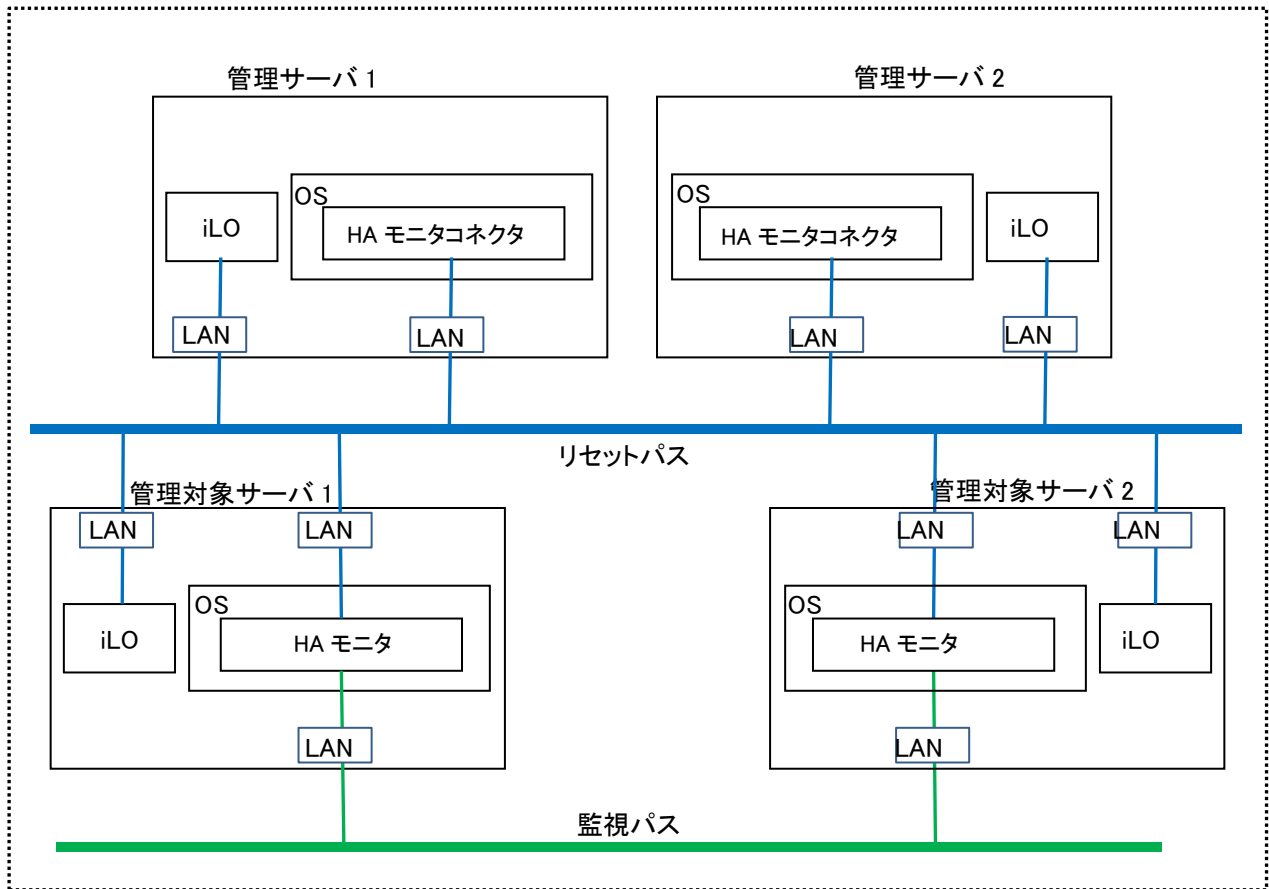 管理サーバ 1
管理サーバ 2
OS
OS
iLO
HA モニタコネクタ
HA モニタコネクタ
iLO
LAN
LAN
LAN
LAN
リセットパス
管理対象サーバ 1
管理対象サーバ 2
LAN
LAN
LAN
LAN
OS
OS
iLO
HA モニタ
HA モニタ
iLO
LAN
LAN
監視パス